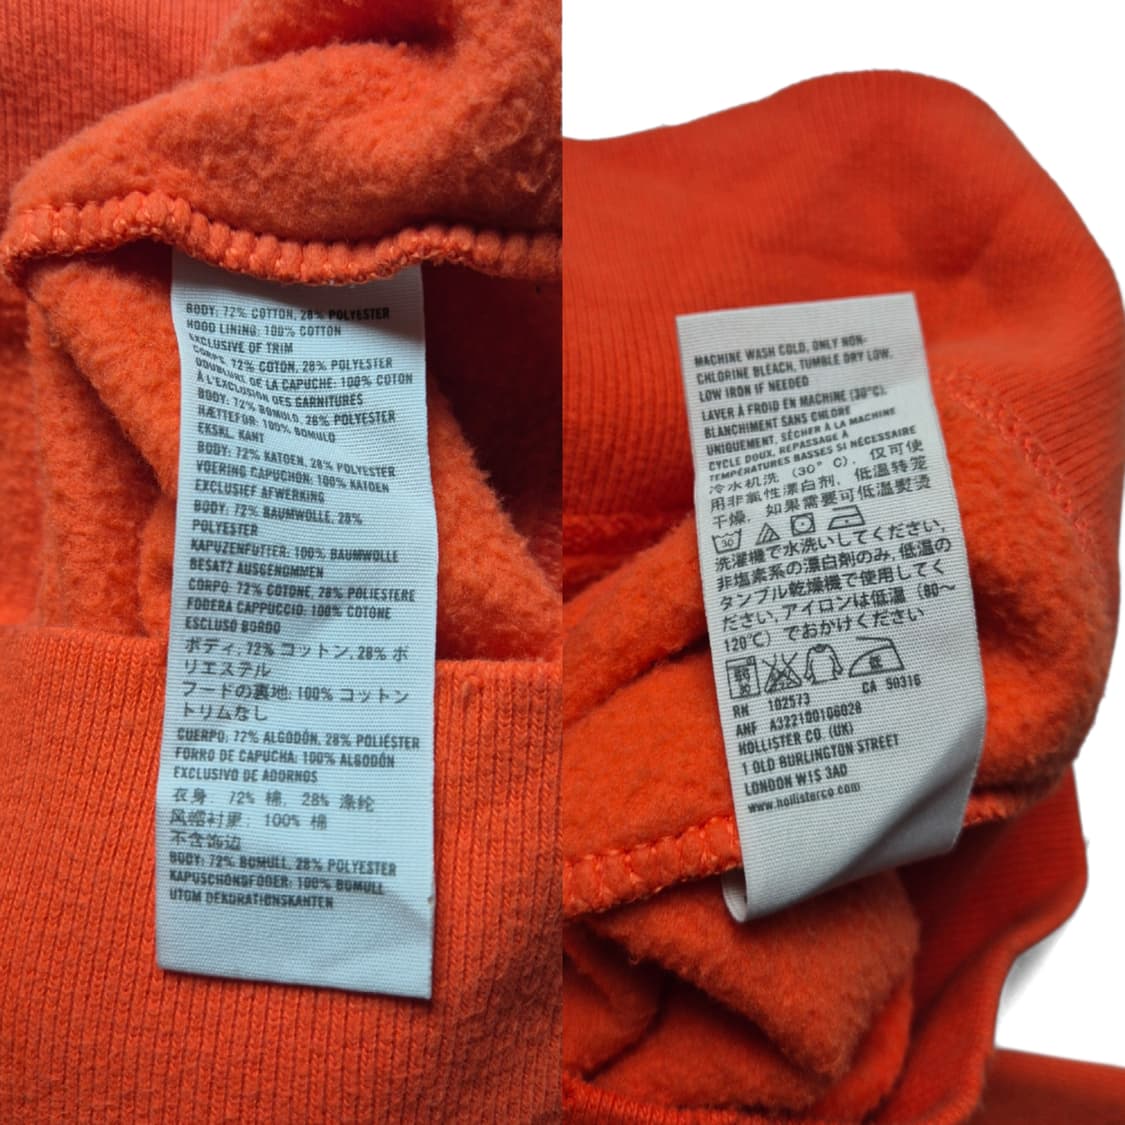 BODY: 72% COTTON, 28% POLYESTER
HOOD LINING: 100% COTTON
EXCLUSIVE OF TRIM
CORPS: 72% COTON, 28% POLYESTER
DOUBLURE DE LA CAPUCHE: 100% COTON
À L'EXCLUSION DES GARNITURES
BODY: 72% BOMULD, 28% POLYESTER
HÆTTEFOR: 100% BOMULD
EKSKL. KANT
BODY: 72% KATOEN, 28% POLYESTER
VOERING CAPUCHON: 100% KATOEN
EXCLUSIEF AFWERKING
BODY: 72% BAUMWOLLE, 28%
POLYESTER
KAPUZENFUTTER: 100% BAUMWOLLE
BESATZ AUSGENOMMEN
CORPO: 72% COTONE, 28% POLIESTERE
FODERA CAPPUCCIO: 100% COTONE
ESCLUSO BORDO
ボディ, 72% コットン, 28% ポ
リエステル
フードの裏地: 100% コットン
トリムなし
CUERPO: 72% ALGODÓN, 28% POLIÉSTER
FORRO DE CAPUCHA: 100% ALGODÓN
EXCLUSIVO DE ADORNOS
衣身, 72% 棉, 28% 涤纶
风帽衬里, 100% 棉
不含饰边
BODY: 72% BOMULL, 28% POLYESTER
KAPUSCHONGFODER: 100% BOMULL
UTOM DEKORATIONSKANTEN
MACHINE WASH COLD, ONLY NON-
CHLORINE BLEACH, TUMBLE DRY LOW,
LOW IRON IF NEEDED
LAVER À FROID EN MACHINE (30°C).
BLANCHIMENT SANS CHLORE
UNIQUEMENT, SÉCHER À LA MACHINE
CYCLE DOUX, REPASSAGE À
TEMPÉRATURES BASSES SI NÉCESSAIRE
冷水机洗 (30°C), 仅可使
用非氯性漂白剂, 低温转笼
干燥, 如果需要可低温熨烫
30
洗濯機で水洗いしてください,
非塩素系の漂白剤のみ, 低温の
タンブル乾燥機で使用してく
ださい, アイロンは低温 (80～
120℃) でおかけください
低
RN 102573 CA 50316
ANF A322100106028
HOLLISTER CO (UK)
1 OLD BURLINGTON STREET
LONDON W1S 3AD
www.hollisterco.com